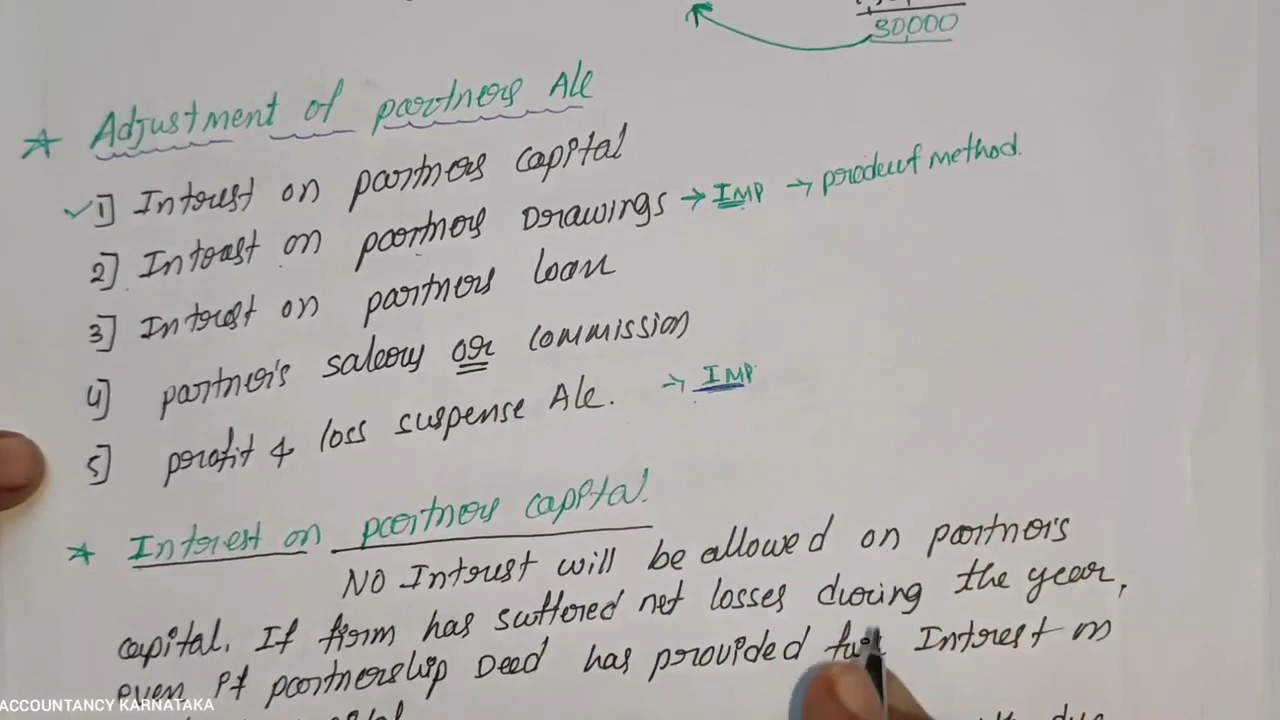 30,000
☆ Adjustment of partners A/c
✓ 1] Interest on partners capital
2] Interest on partners Drawings → IMP → product method.
3] Interest on partners loan
4] partner's salary or commission
5] profit & loss suspense A/c. → IMP
☆ Interest on partners capital.
NO Interest will be allowed on partner's
capital. If firm has suffered net losses during the year,
even if partnership Deed has provided for Interest on
capital
ACCOUNTANCY KARNATAKA